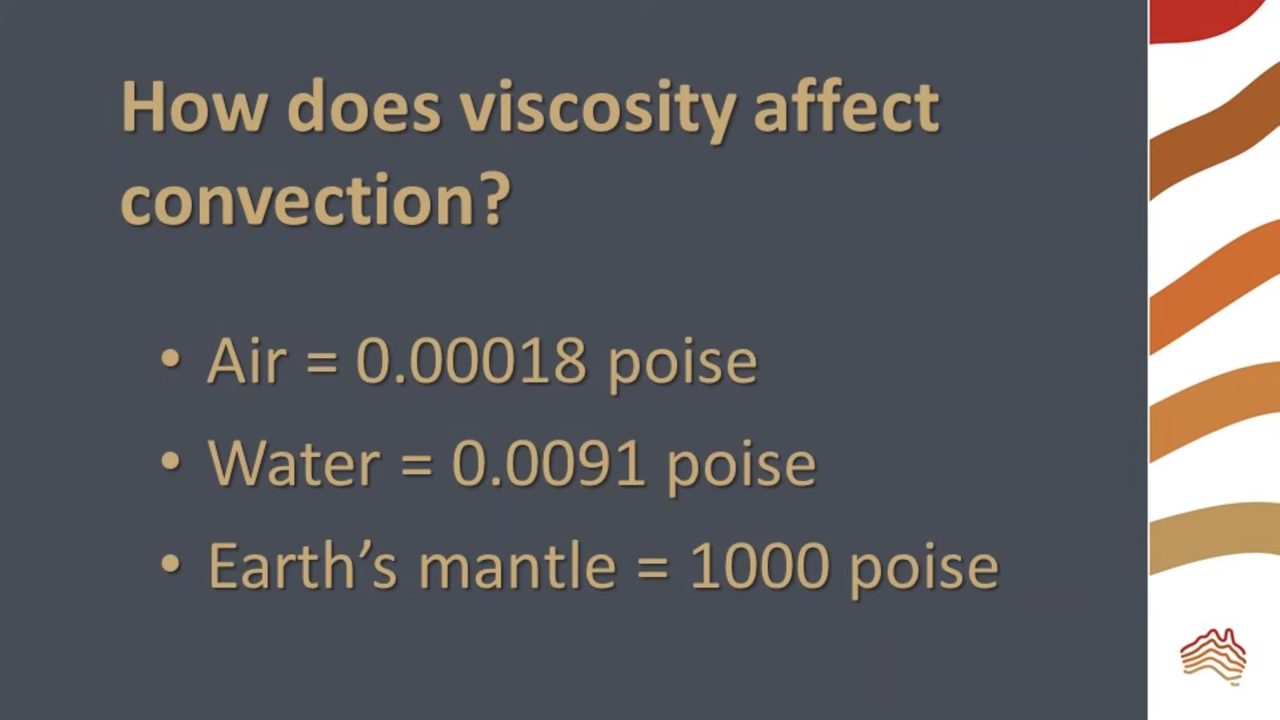 How does viscosity affect
convection?
• Air = 0.00018 poise
• Water = 0.0091 poise
• Earth’s mantle = 1000 poise